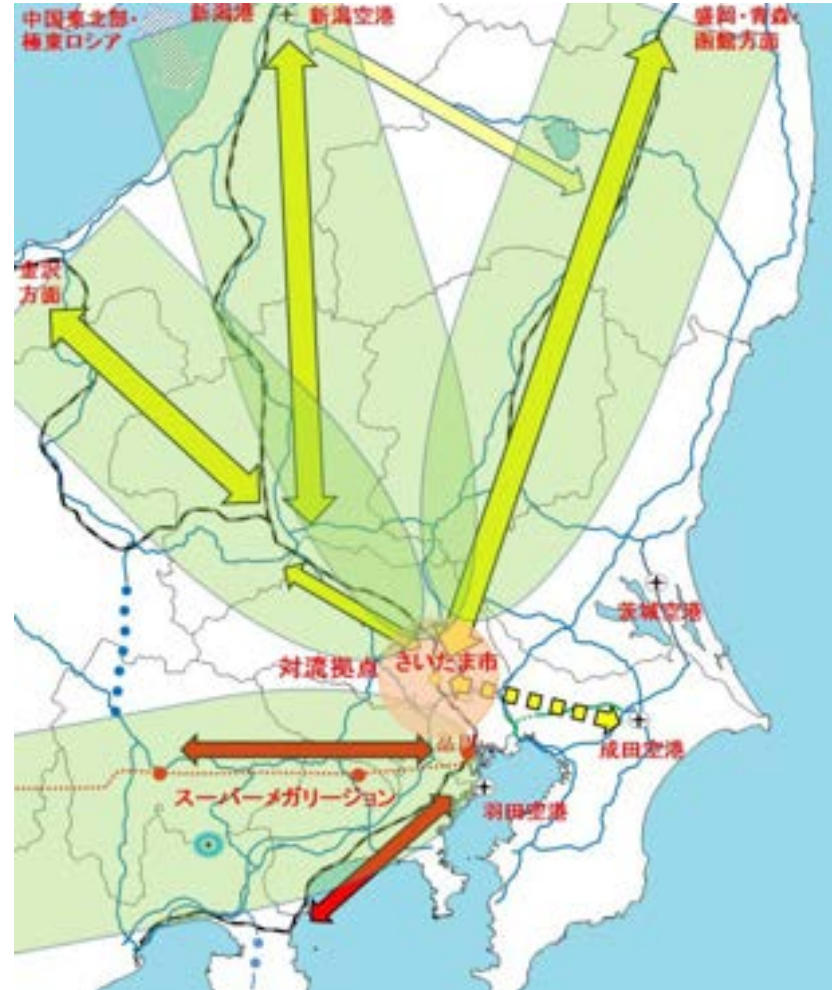 中国東北部・
極東ロシア
新潟港
新潟空港
盛岡・青森・
函館方面
金沢
方面
茨城空港
対流拠点
さいたま市
成田空港
品川
スーパーメガリージョン
羽田空港